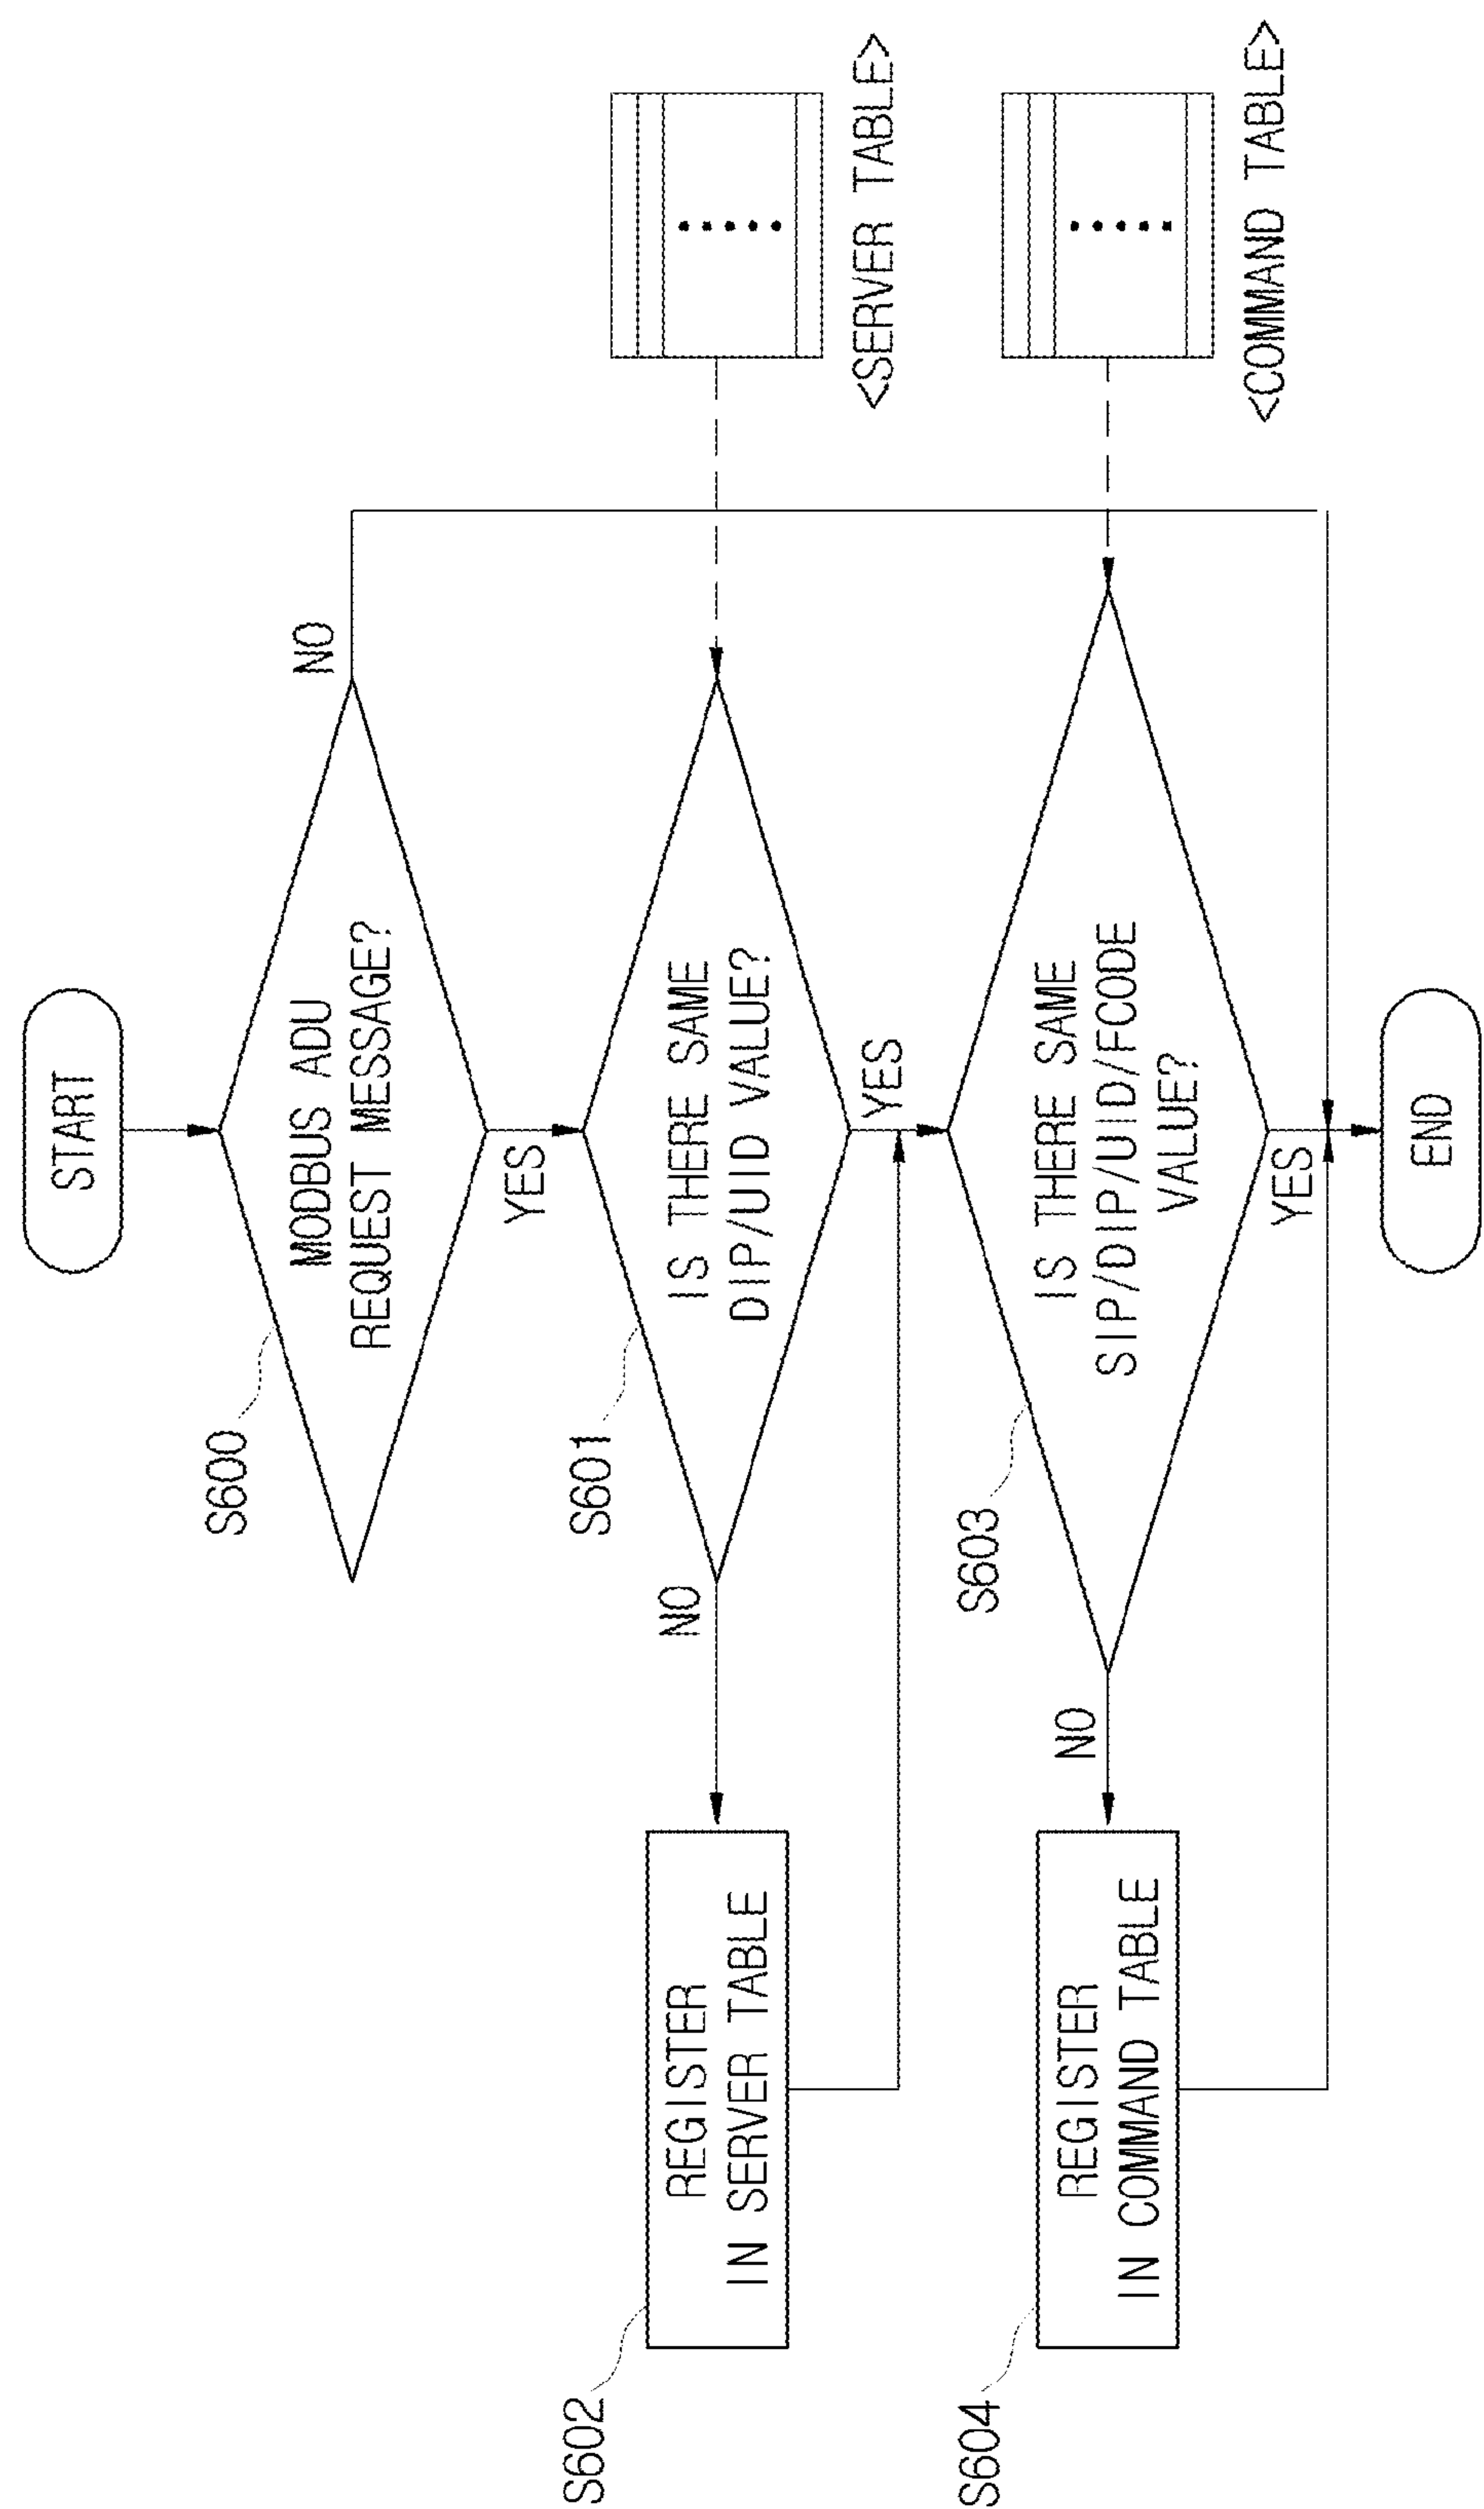 START
S600
MODBUS ADU
REQUEST MESSAGE?
NO
YES
S601
IS THERE SAME
DIP/UID VALUE?
NO
YES
S602
REGISTER
IN SERVER TABLE
<SERVER TABLE>
S603
IS THERE SAME
SIP/DIP/UID/FCODE
VALUE?
NO
YES
S604
REGISTER
IN COMMAND TABLE
<COMMAND TABLE>
END